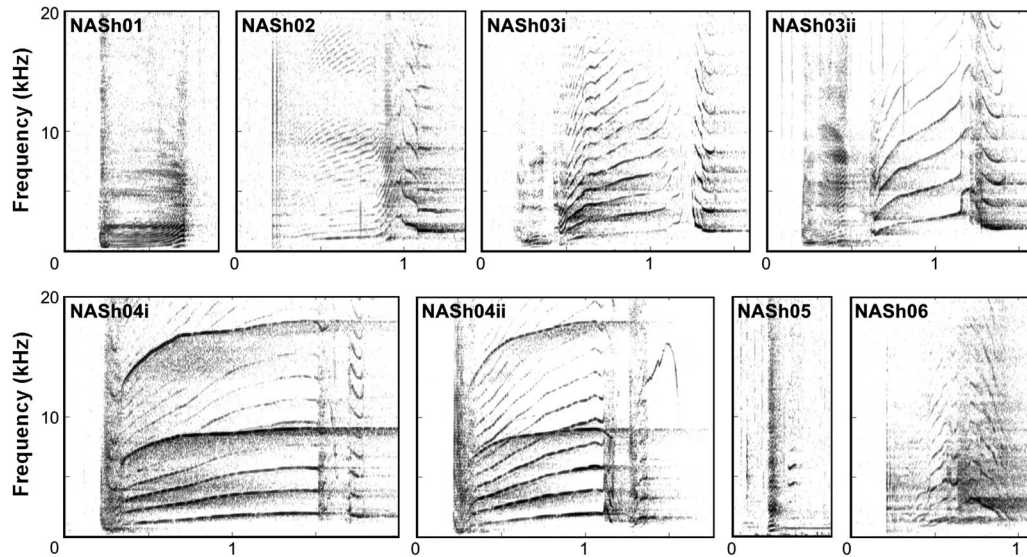 NASh01 NASh02 NASh03i NASh03ii
Frequency (kHz)
20
10
0 0 1 0 1 0 1
NASh04i NASh04ii NASh05 NASh06
Frequency (kHz)
20
10
0 1 0 1 0 0 1